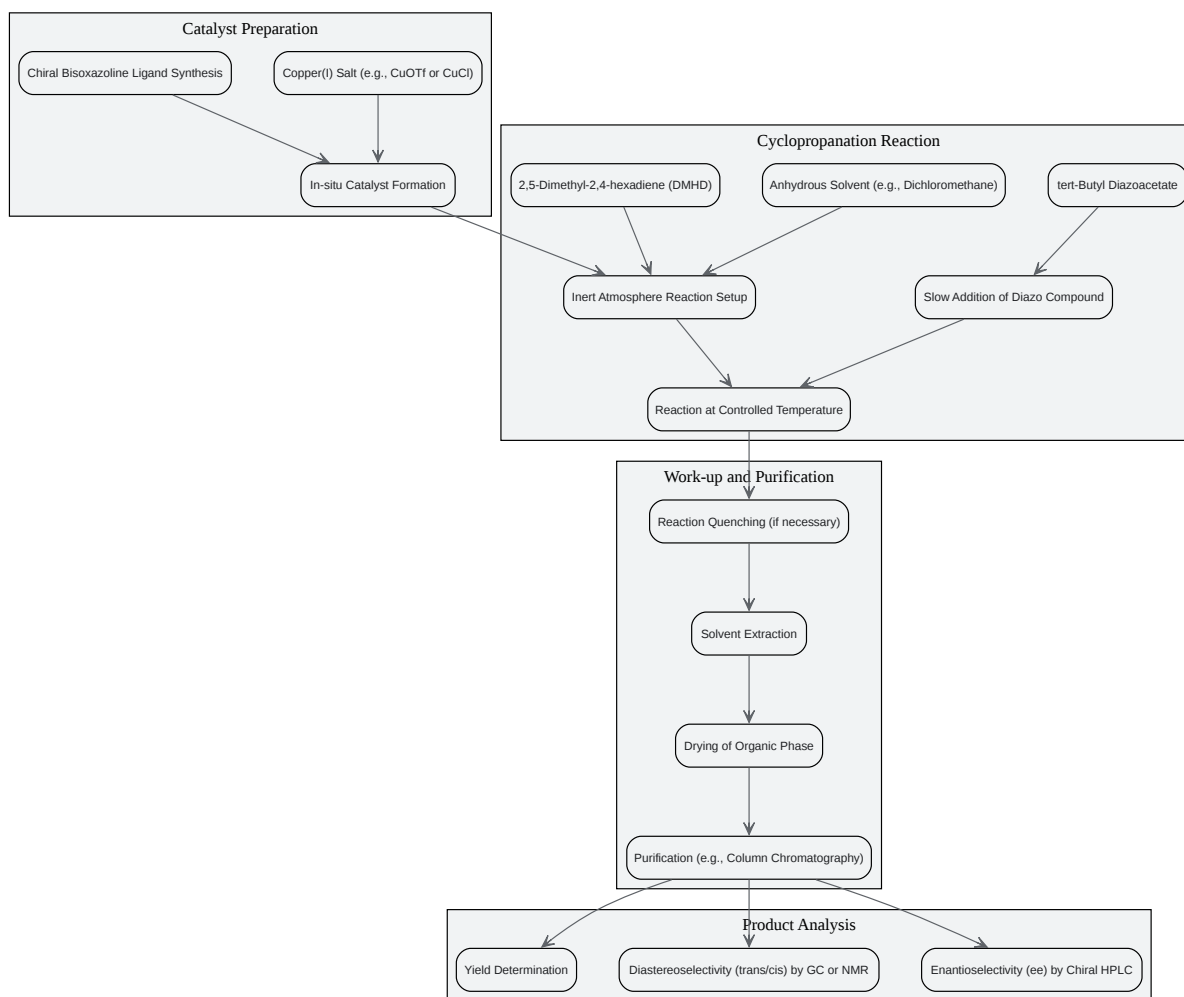 Catalyst Preparation
Chiral Bisoxazoline Ligand Synthesis
Copper(I) Salt (e.g., CuOTf or CuCl)
In-situ Catalyst Formation
Cyclopropanation Reaction
2,5-Dimethyl-2,4-hexadiene (DMHD)
Anhydrous Solvent (e.g., Dichloromethane)
tert-Butyl Diazoacetate
Inert Atmosphere Reaction Setup
Slow Addition of Diazo Compound
Reaction at Controlled Temperature
Work-up and Purification
Reaction Quenching (if necessary)
Solvent Extraction
Drying of Organic Phase
Purification (e.g., Column Chromatography)
Product Analysis
Yield Determination
Diastereoselectivity (trans/cis) by GC or NMR
Enantioselectivity (ee) by Chiral HPLC